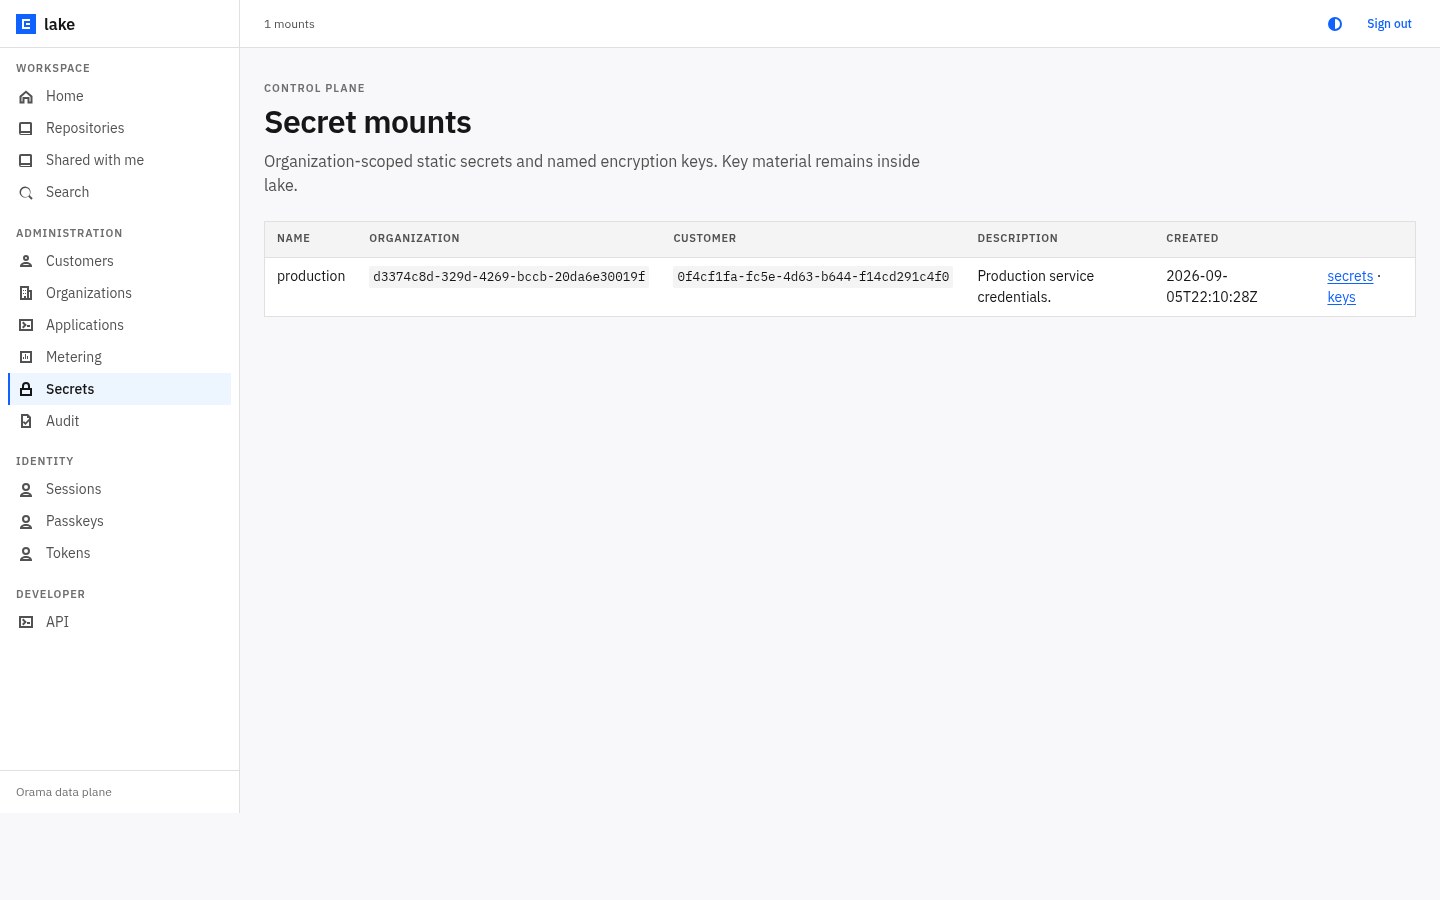 lake
1 mounts
Sign out
WORKSPACE
Home
Repositories
Shared with me
Search
ADMINISTRATION
Customers
Organizations
Applications
Metering
Secrets
Audit
IDENTITY
Sessions
Passkeys
Tokens
DEVELOPER
API
Orama data plane
CONTROL PLANE
Secret mounts
Organization-scoped static secrets and named encryption keys. Key material remains inside
lake.
NAME ORGANIZATION CUSTOMER DESCRIPTION CREATED
production d3374c8d-329d-4269-bccb-20da6e30019f 0f4cf1fa-fc5e-4d63-b644-f14cd291c4f0 Production service 2026-09- secrets ·
credentials. 05T22:10:28Z keys